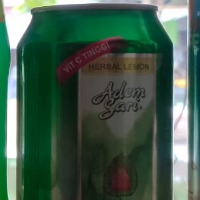 VIT C TINGGI
HERBAL LEMON
Adem
Sari